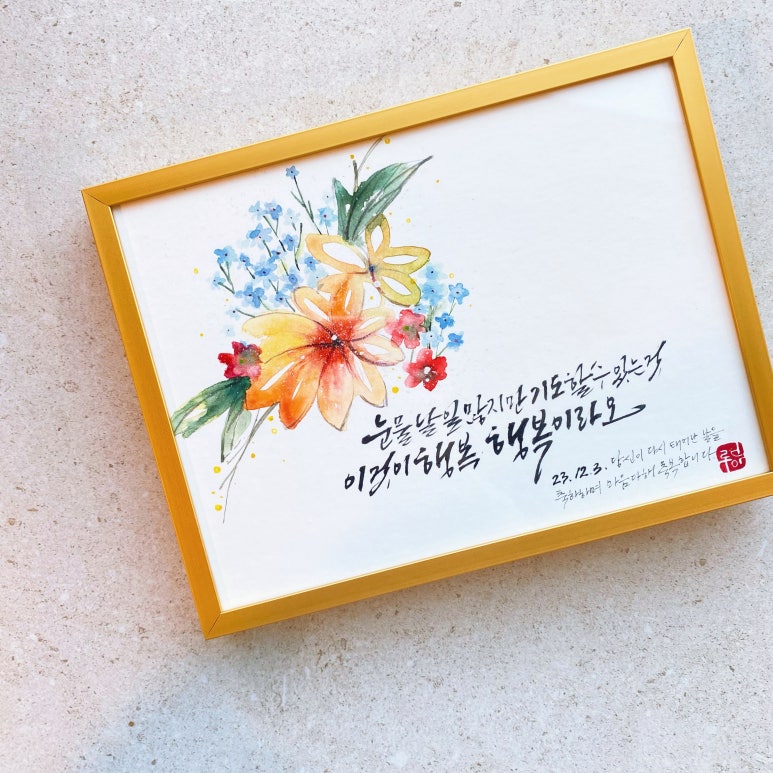 눈물 날 일 많지만 기도할 수 있는 것
이것이 행복 행복이라오
23.12.3. 당신이 다시 태어난 날을
축하하며 마음 다해 축복합니다